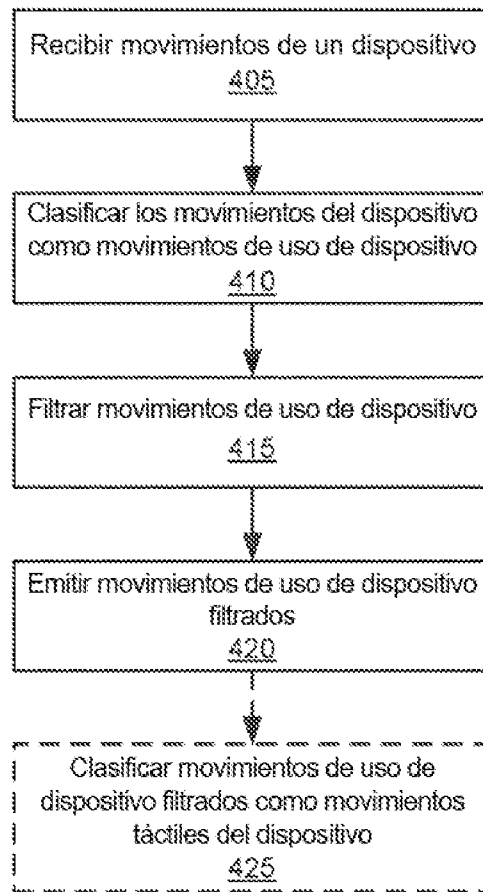 Recibir movimientos de un dispositivo
405
Clasificar los movimientos del dispositivo
como movimientos de uso de dispositivo
410
Filtrar movimientos de uso de dispositivo
415
Emitir movimientos de uso de dispositivo
filtrados
420
Clasificar movimientos de uso de
dispositivo filtrados como movimientos
táctiles del dispositivo
425